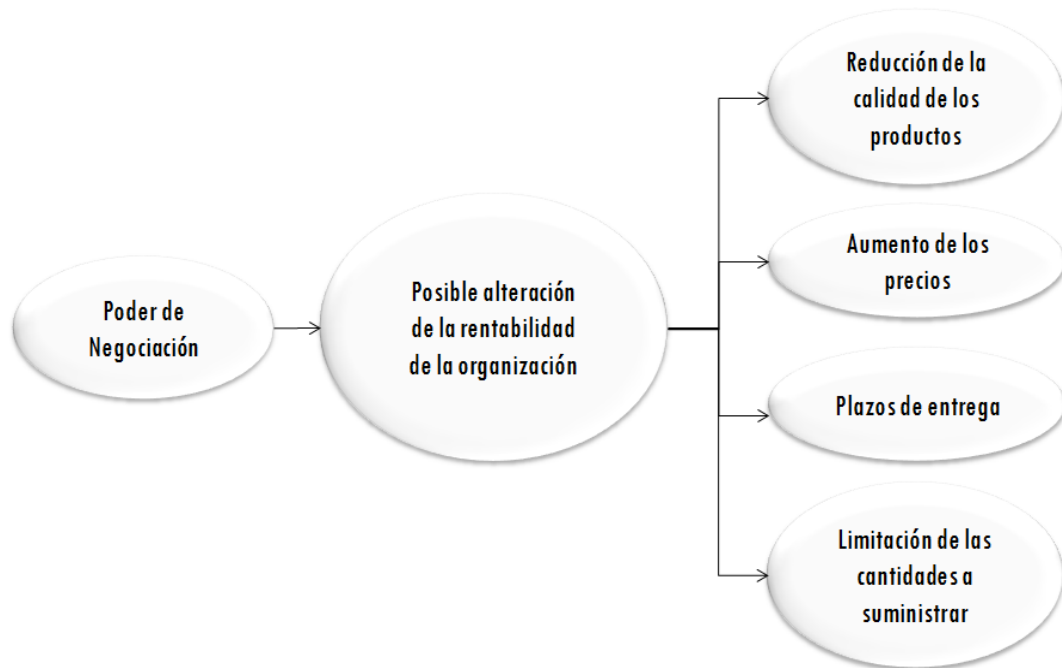 Poder de
Negociación
Posible alteración
de la rentabilidad
de la organización
Reducción de la
calidad de los
productos
Aumento de los
precios
Plazos de entrega
Limitación de las
cantidades a
suministrar